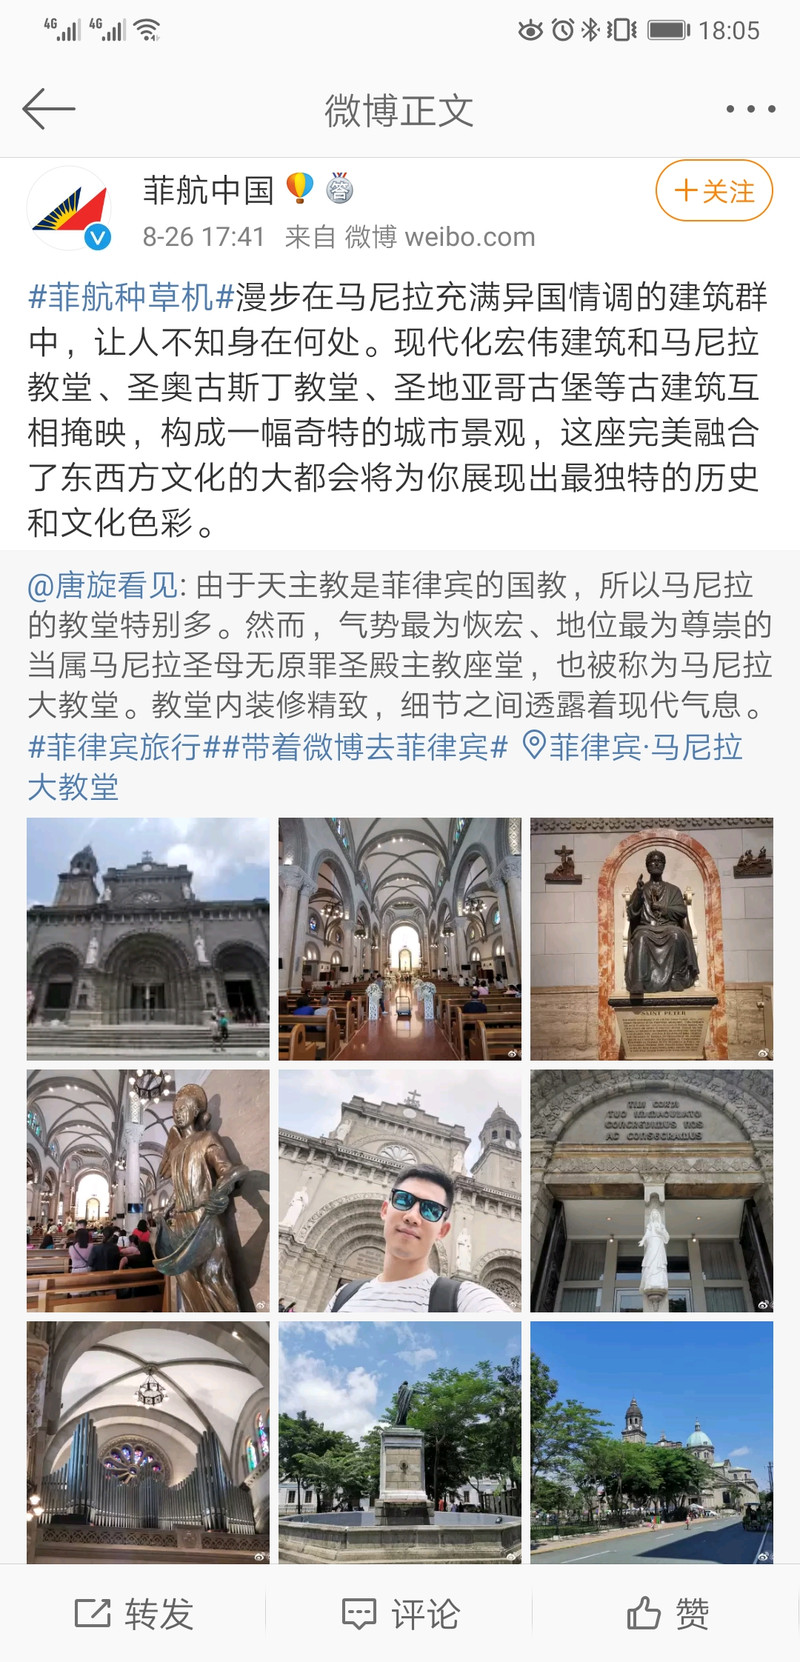 4G 4G 18:05
微博正文
菲航中国 答
+关注
8-26 17:41 来自 微博 weibo.com
#菲航种草机#漫步在马尼拉充满异国情调的建筑群
中，让人不知身在何处。现代化宏伟建筑和马尼拉
教堂、圣奥古斯丁教堂、圣地亚哥古堡等古建筑互
相掩映，构成一幅奇特的城市景观，这座完美融合
了东西方文化的大都会将为你展现出最独特的历史
和文化色彩。
@唐旋看见: 由于天主教是菲律宾的国教，所以马尼拉
的教堂特别多。然而，气势最为恢宏、地位最为尊崇的
当属马尼拉圣母无原罪圣殿主教座堂，也被称为马尼拉
大教堂。教堂内装修精致，细节之间透露着现代气息。
#菲律宾旅行##带着微博去菲律宾# 菲律宾·马尼拉
大教堂
SAINT PETER
TIBI CORDI
TUO IMMACULATO
CONCREDIMUS NOS
AC CONSECRAMUS
转发 评论 赞